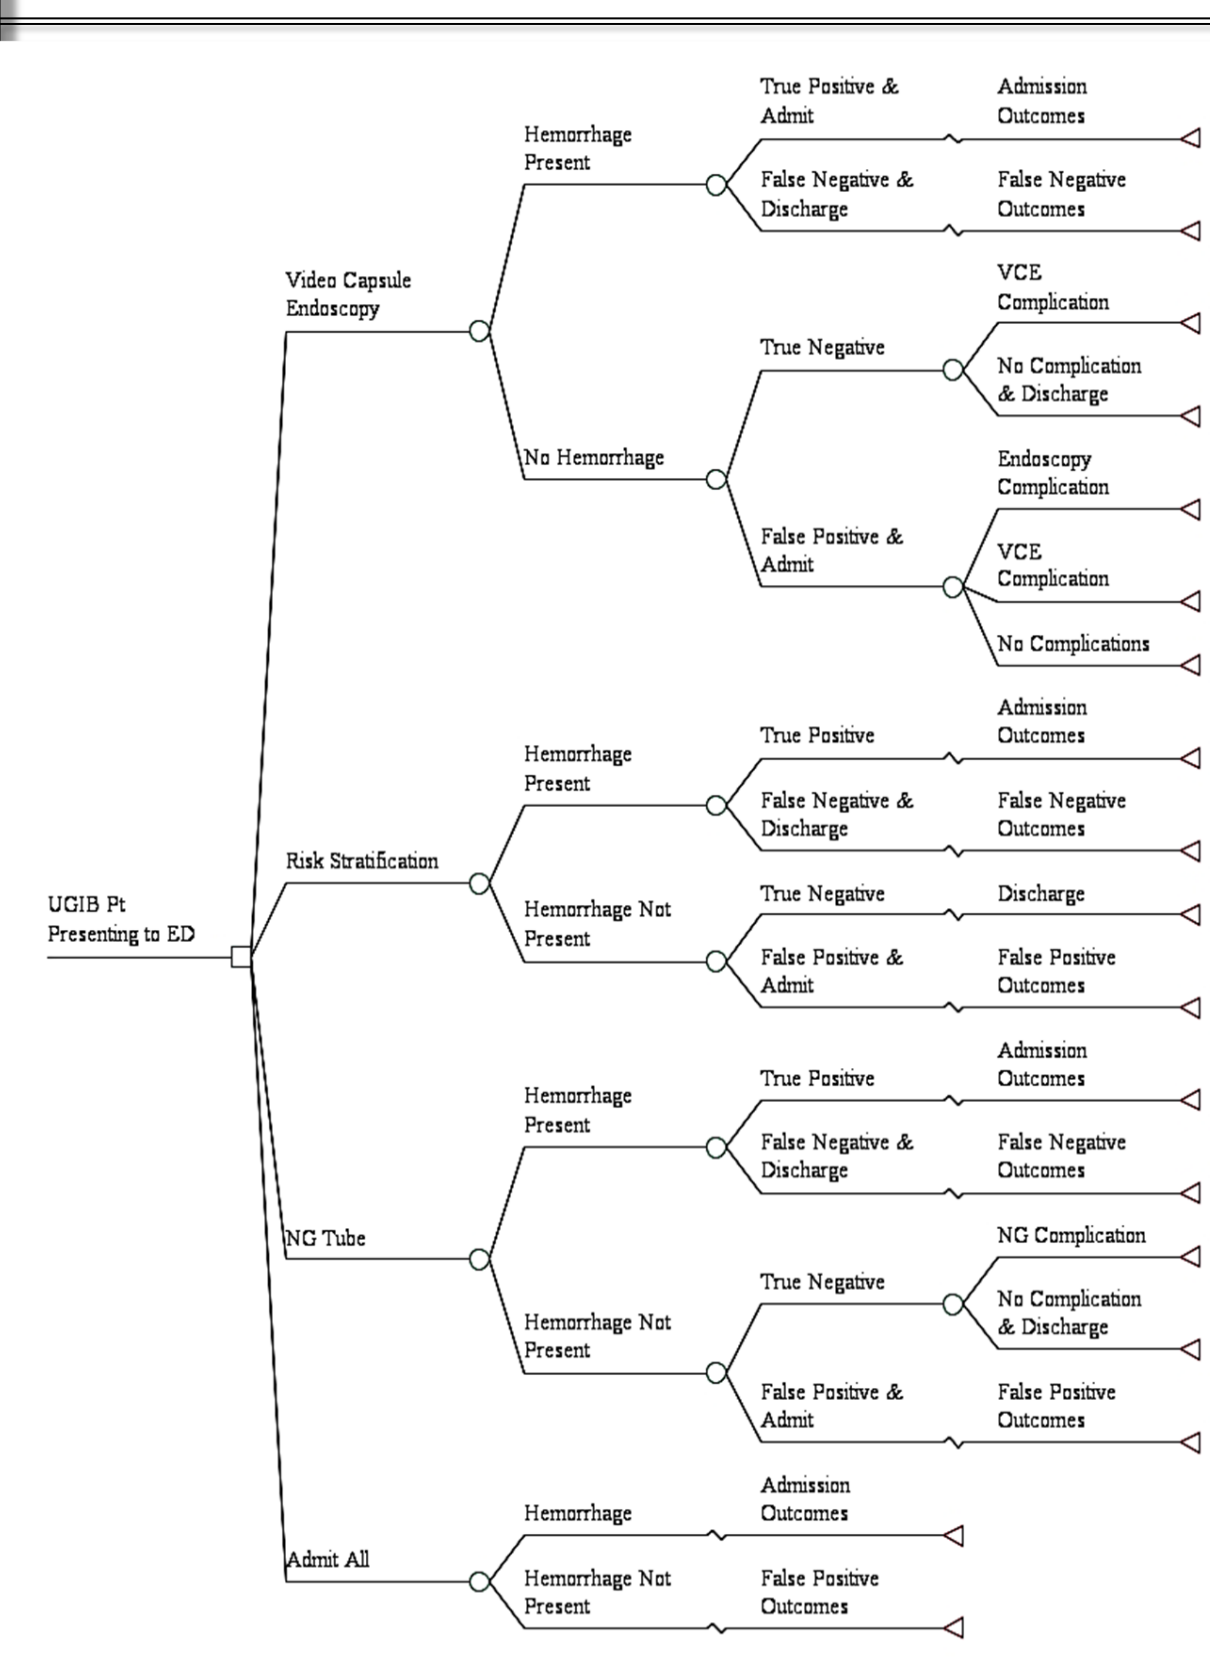 True Positive &
Admit
Admission
Outcomes
Hemorrhage
Present
False Negative &
Discharge
False Negative
Outcomes
Video Capsule
Endoscopy
VCE
Complication
True Negative
No Complication
& Discharge
No Hemorrhage
Endoscopy
Complication
False Positive &
Admit
VCE
Complication
No Complications
Admission
Outcomes
True Positive
Hemorrhage
Present
False Negative &
Discharge
False Negative
Outcomes
Risk Stratification
True Negative
Discharge
Hemorrhage Not
Present
False Positive &
Admit
False Positive
Outcomes
UGIB Pt
Presenting to ED
Admission
Outcomes
True Positive
Hemorrhage
Present
False Negative &
Discharge
False Negative
Outcomes
NG Tube
NG Complication
True Negative
No Complication
& Discharge
Hemorrhage Not
Present
False Positive &
Admit
False Positive
Outcomes
Admission
Outcomes
Hemorrhage
Admit All
Hemorrhage Not
Present
False Positive
Outcomes